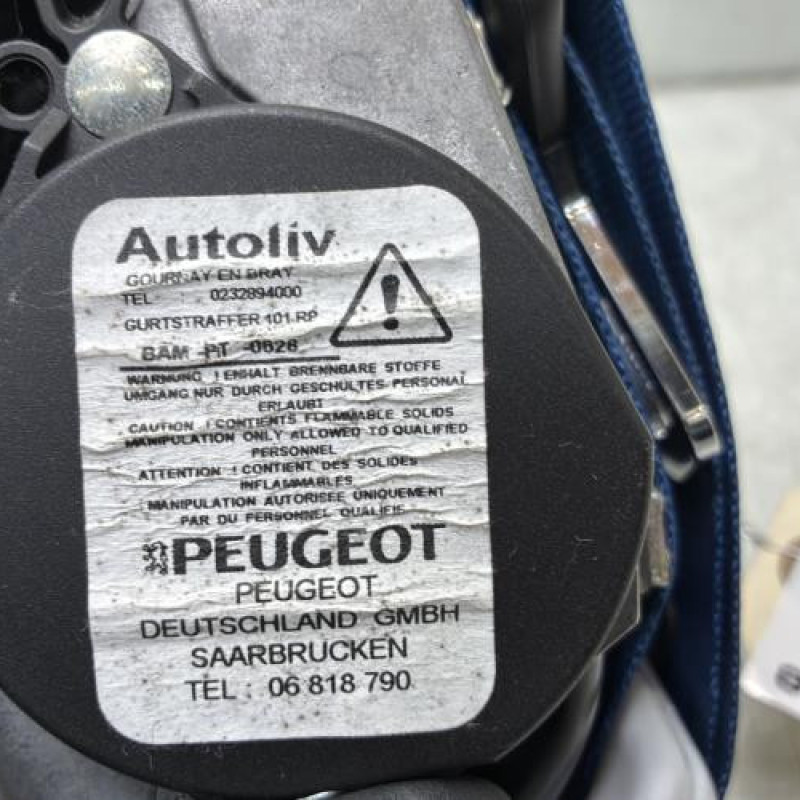 Autoliv
GOURNAY EN BRAY
TEL : 0232894000
GURTSTRAFFER 101 RP
BAM -PT -0626
!
WARNUNG ! ENHALT BRENNBARE STOFFE
UMGANG NUR DURCH GESCHULTES PERSONAL
ERLAUBT
CAUTION ! CONTIENTS FLAMMABLE SOLIDS
MANIPULATION ONLY ALLOWED TO QUALIFIED
PERSONNEL
ATTENTION ! CONTIENT DES SOLIDES
INFLAMMABLES
MANIPULATION AUTORISEE UNIQUEMENT
PAR DU PERSONNEL QUALIFIE
PEUGEOT
PEUGEOT
DEUTSCHLAND GMBH
SAARBRUCKEN
TEL : 06 818 790